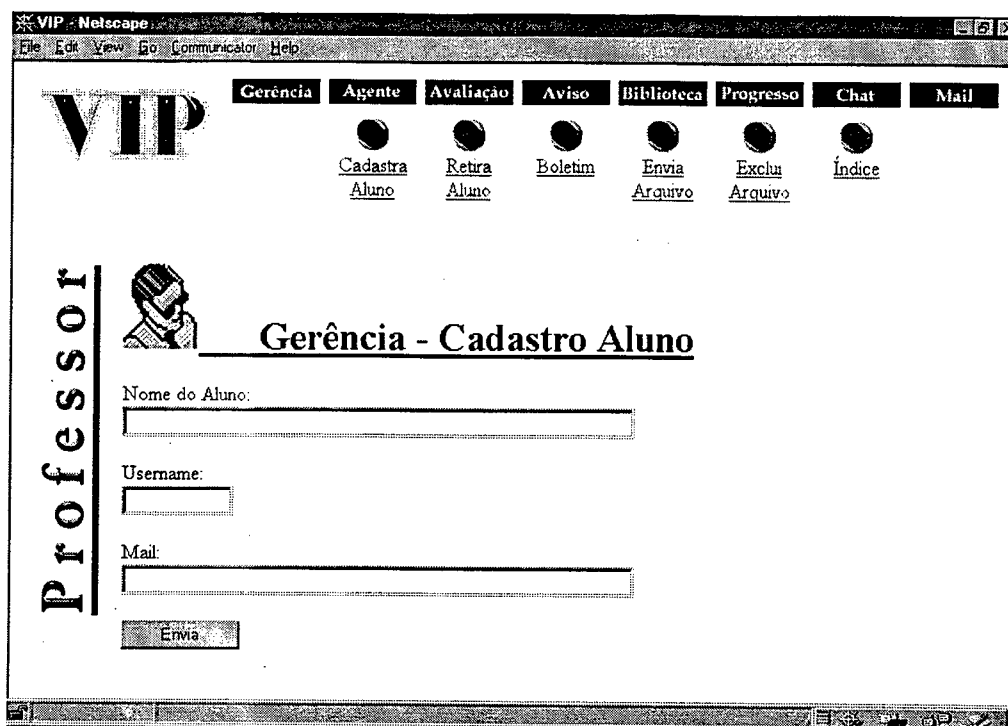 VIP - Netscape
File Edit View Go Communicator Help
VIP
Gerência Agente Avaliação Aviso Biblioteca Progresso Chat Mail
Cadastra Aluno
Retira Aluno
Boletim
Envia Arquivo
Exclui Arquivo
Índice
Professor
Gerência - Cadastro Aluno
Nome do Aluno:
Username:
Mail:
Envia